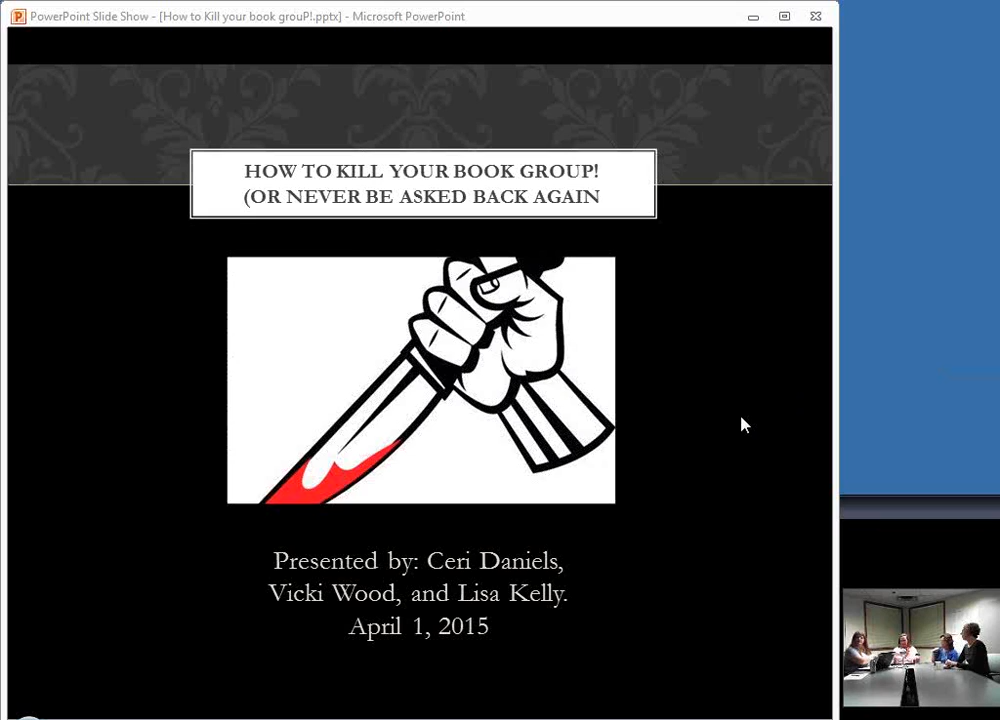 PowerPoint Slide Show - [How to Kill your book grouP!.pptx] - Microsoft PowerPoint
HOW TO KILL YOUR BOOK GROUP!
(OR NEVER BE ASKED BACK AGAIN
Presented by: Ceri Daniels,
Vicki Wood, and Lisa Kelly.
April 1, 2015